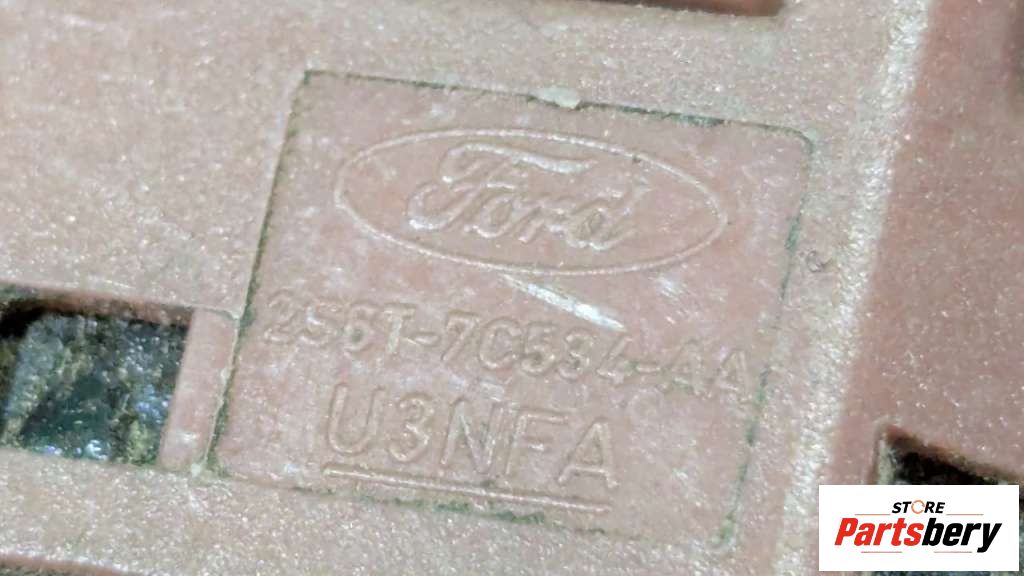 Ford
2S6T-7C534-AA
U3NFA
STORE
Partsbery